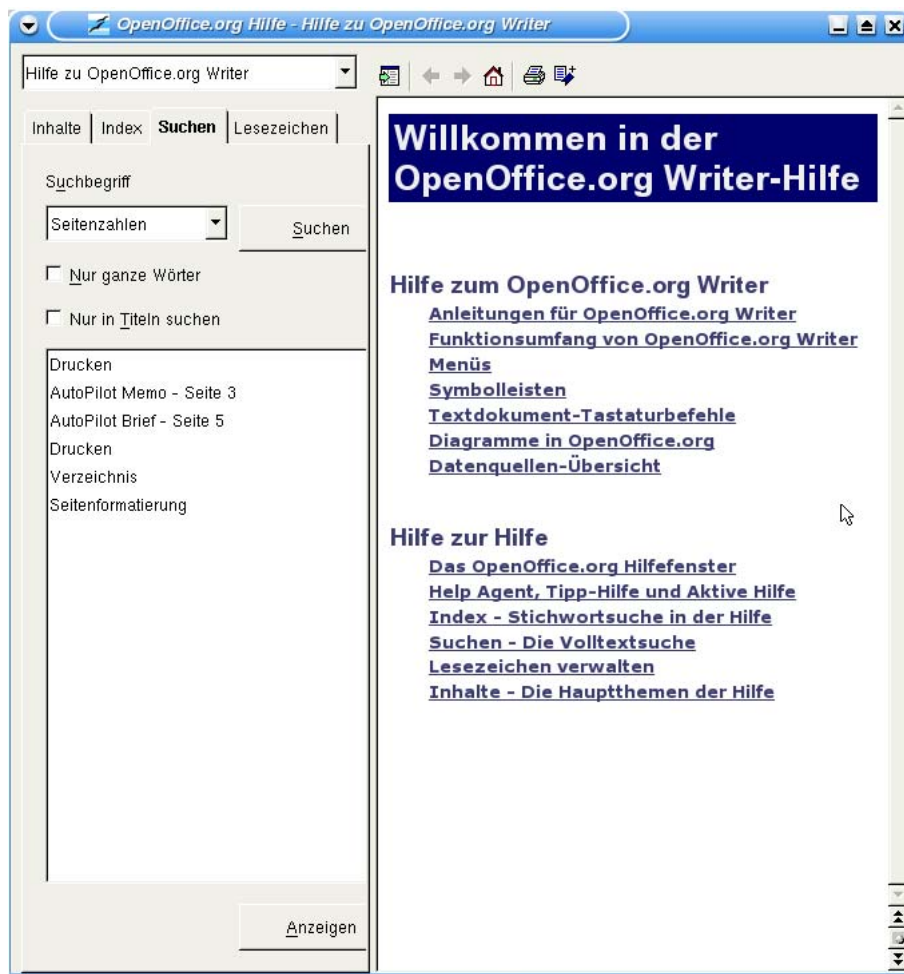 OpenOffice.org Hilfe - Hilfe zu OpenOffice.org Writer
Hilfe zu OpenOffice.org Writer
Inhalte Index Suchen Lesezeichen
Suchbegriff
Seitenzahlen
Suchen
Nur ganze Wörter
Nur in Titeln suchen
Drucken
AutoPilot Memo - Seite 3
AutoPilot Brief - Seite 5
Drucken
Verzeichnis
Seitenformatierung
Anzeigen
Willkommen in der
OpenOffice.org Writer-Hilfe
Hilfe zum OpenOffice.org Writer
Anleitungen für OpenOffice.org Writer
Funktionsumfang von OpenOffice.org Writer
Menüs
Symbolleisten
Textdokument-Tastaturbefehle
Diagramme in OpenOffice.org
Datenquellen-Übersicht
Hilfe zur Hilfe
Das OpenOffice.org Hilfefenster
Help Agent, Tipp-Hilfe und Aktive Hilfe
Index - Stichwortsuche in der Hilfe
Suchen - Die Volltextsuche
Lesezeichen verwalten
Inhalte - Die Hauptthemen der Hilfe